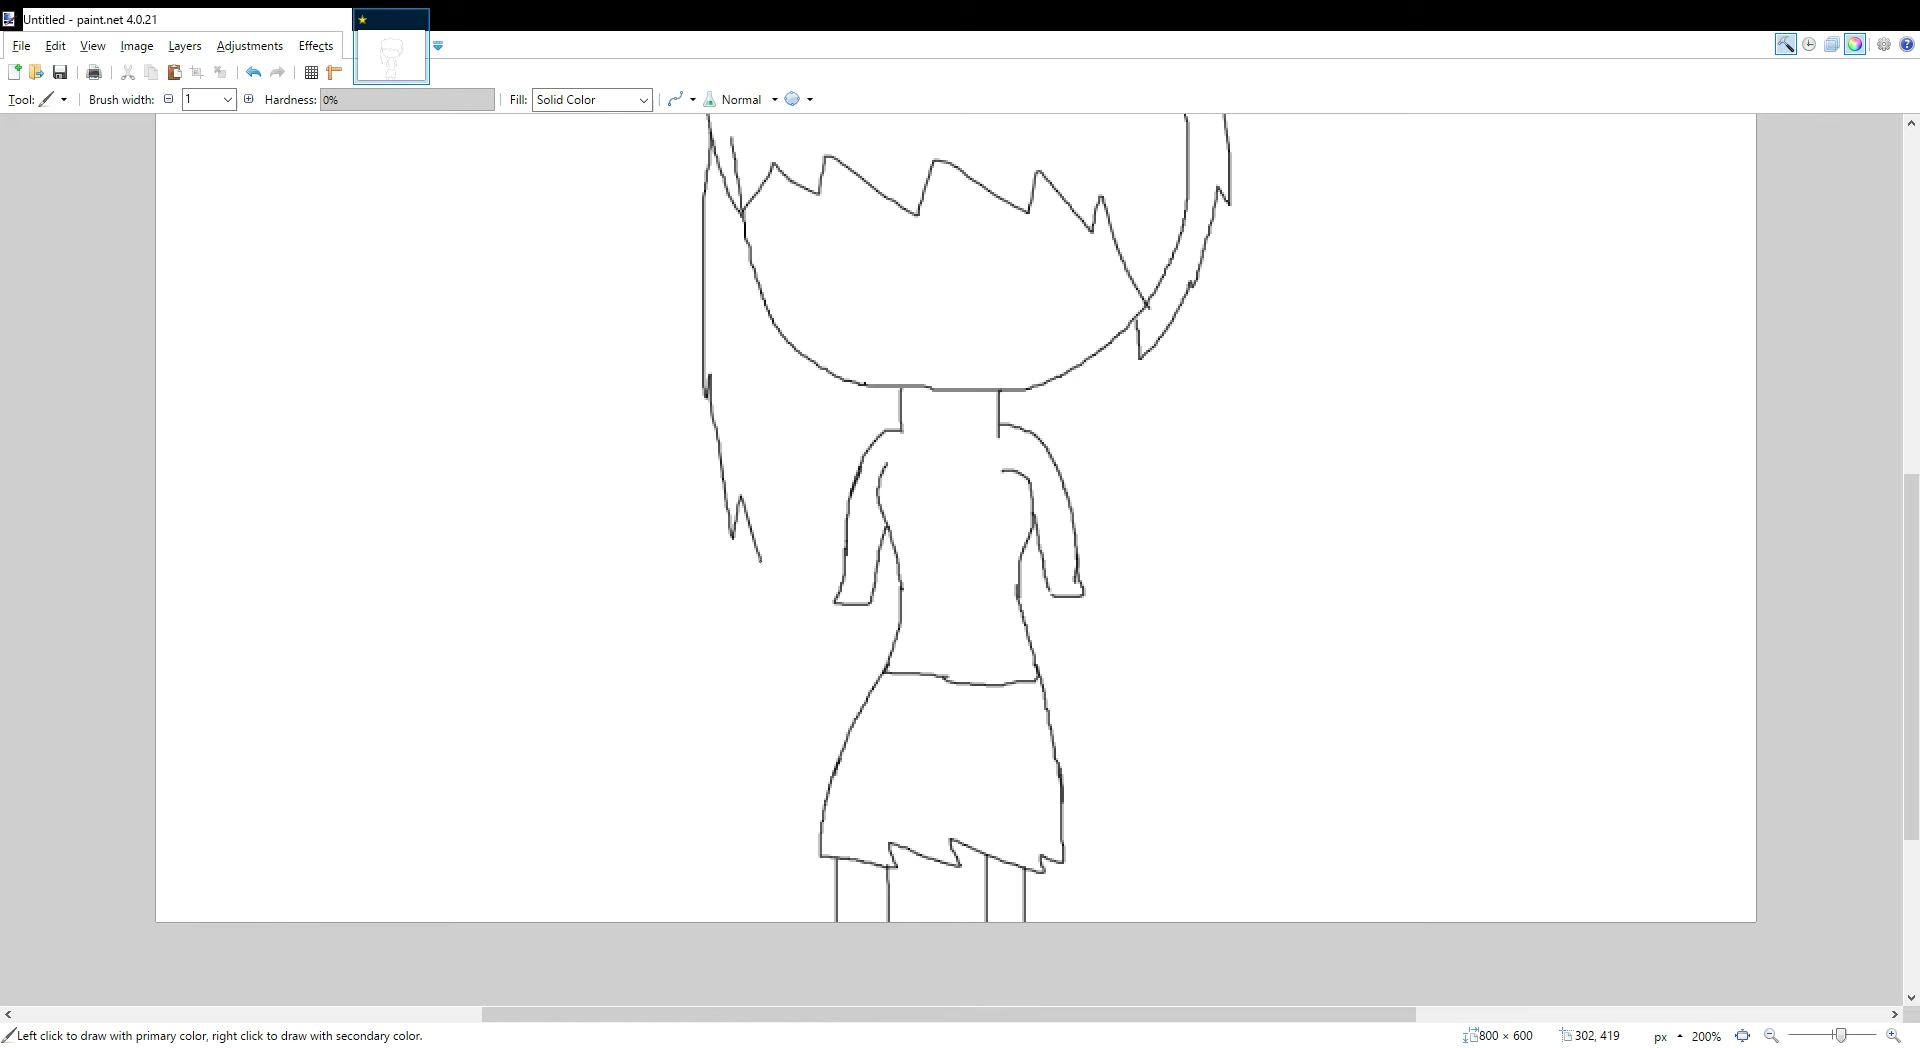 Untitled - paint.net 4.0.21
File Edit View Image Layers Adjustments Effects
Tool: Brush width: 1 Hardness: 0% Fill: Solid Color Normal
Left click to draw with primary color, right click to draw with secondary color. 800 × 600 302, 419 px 200%